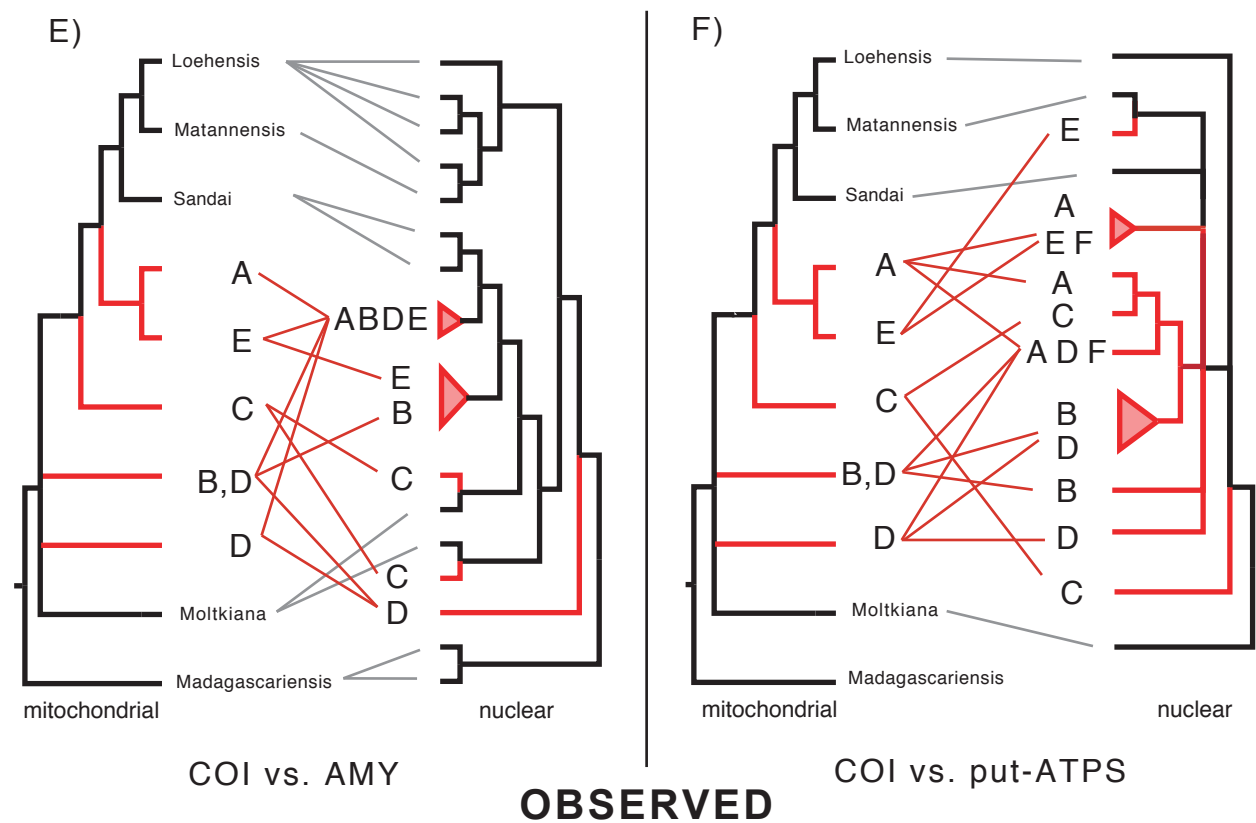 E)
Loehensis
Matannensis
Sandai
A
E
C
B,D
D
Moltkiana
Madagascariensis
ABDE
E
B
C
C
D
mitochondrial
nuclear
COI vs. AMY
F)
Loehensis
Matannensis
Sandai
A
E
C
B,D
D
Moltkiana
Madagascariensis
E
A
E F
A
C
A D F
B
D
B
D
C
mitochondrial
nuclear
COI vs. put-ATPS
OBSERVED